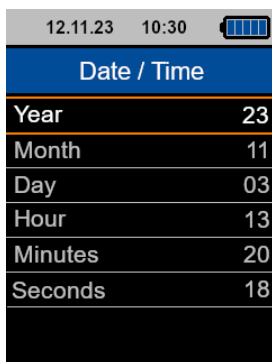 12.11.23 10:30
Date / Time
Year 23
Month 11
Day 03
Hour 13
Minutes 20
Seconds 18